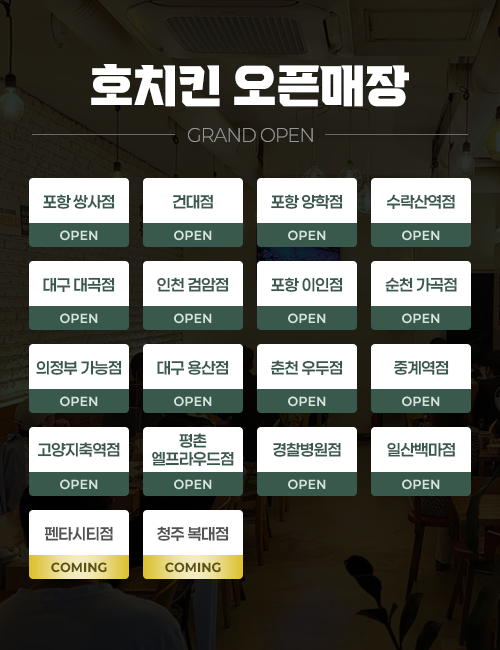 호치킨 오픈매장
GRAND OPEN
포항 쌍사점
OPEN
건대점
OPEN
포항 양학점
OPEN
수락산역점
OPEN
대구 대곡점
OPEN
인천 검암점
OPEN
포항 이인점
OPEN
순천 가곡점
OPEN
의정부 가능점
OPEN
대구 용산점
OPEN
춘천 우두점
OPEN
중계역점
OPEN
고양지축역점
OPEN
평촌
엘프라우드점
OPEN
경찰병원점
OPEN
일산백마점
OPEN
펜타시티점
COMING
청주 복대점
COMING